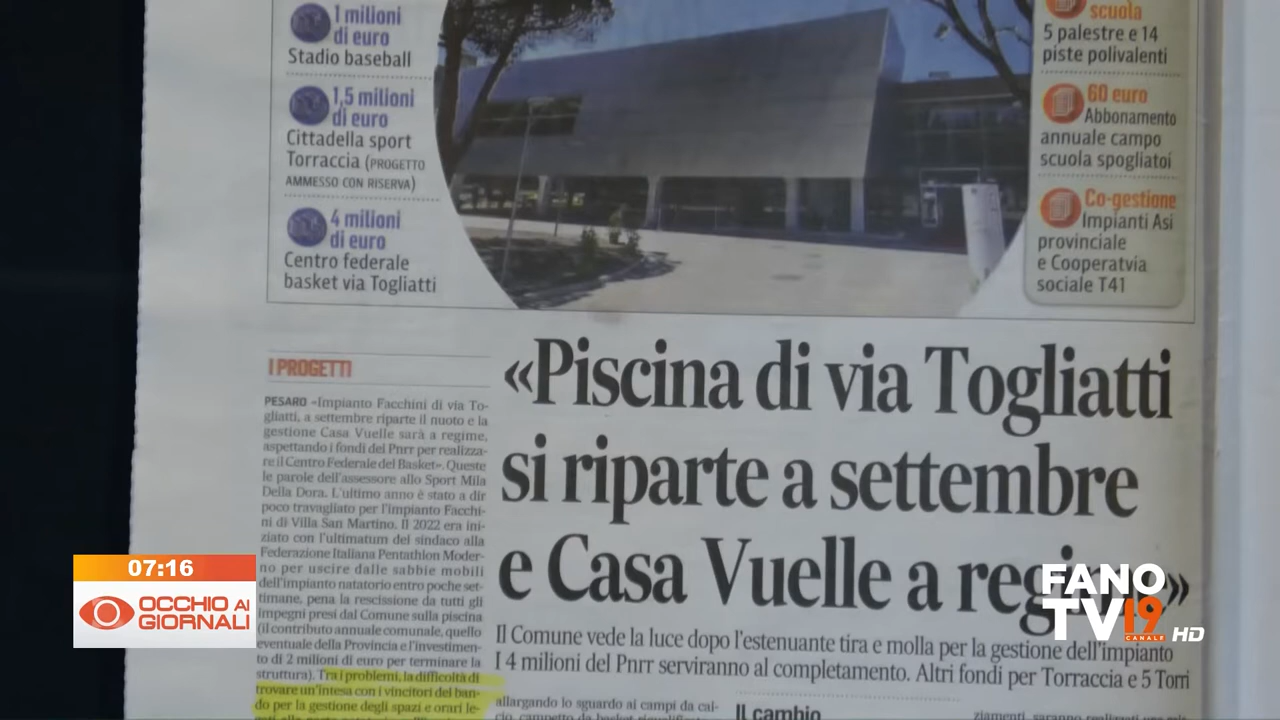 1 milioni
di euro
Stadio baseball
1,5 milioni
di euro
Cittadella sport
Torraccia (PROGETTO
AMMESSO CON RISERVA)
4 milioni
di euro
Centro federale
basket via Togliatti
scuola
5 palestre e 14
piste polivalenti
60 euro
Abbonamento
annuale campo
scuola spogliatoi
Co-gestione
Impianti Asi
provinciale
e Cooperatvia
sociale T41
I PROGETTI
«Piscina di via Togliatti
si riparte a settembre
e Casa Vuelle a regime»
Il Comune vede la luce dopo l'estenuante tira e molla per la gestione dell'impianto
I 4 milioni del Pnrr serviranno al completamento. Altri fondi per Torraccia e 5 Torri
PESARO «Impianto Facchini di via To-
gliatti, a settembre riparte il nuoto e la
gestione Casa Vuelle sarà a regime,
aspettando i fondi del Pnrr per realizza-
re il Centro Federale del Basket». Queste
le parole dell'assessore allo Sport Mila
Della Dora. L'ultimo anno è stato a dir
poco travagliato per l'impianto Facchi-
ni di Villa San Martino. Il 2022 era ini-
ziato con l'ultimatum del sindaco alla
Federazione Italiana Pentathlon Moder-
no per uscire dalle sabbie mobili
dell'impianto natatorio entro poche set-
timane, pena la rescissione da tutti gli
impegni presi dal Comune sulla piscina
(il contributo annuale comunale, quello
eventuale della Provincia e l'investimen-
to di 2 milioni di euro per terminare la
struttura). Tra i problemi, la difficoltà di
trovare un'intesa con i vincitori del ban-
do per la gestione degli spazi e orari le-
allargando lo sguardo ai campi da cal-
Il cambio
07:16
OCCHIO AI
GIORNALI
FANO
TV 19
CANALE HD